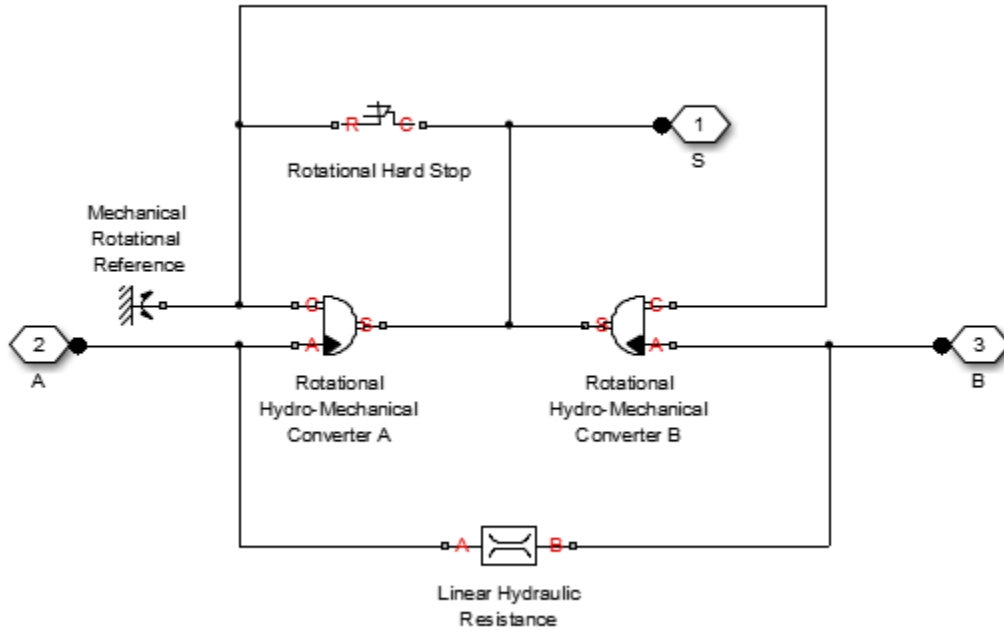 R
C
1
S
Rotational Hard Stop
Mechanical
Rotational
Reference
C
C
S
S
2
A
A
3
A
B
Rotational
Hydro-Mechanical
Converter A
Rotational
Hydro-Mechanical
Converter B
A
B
Linear Hydraulic
Resistance